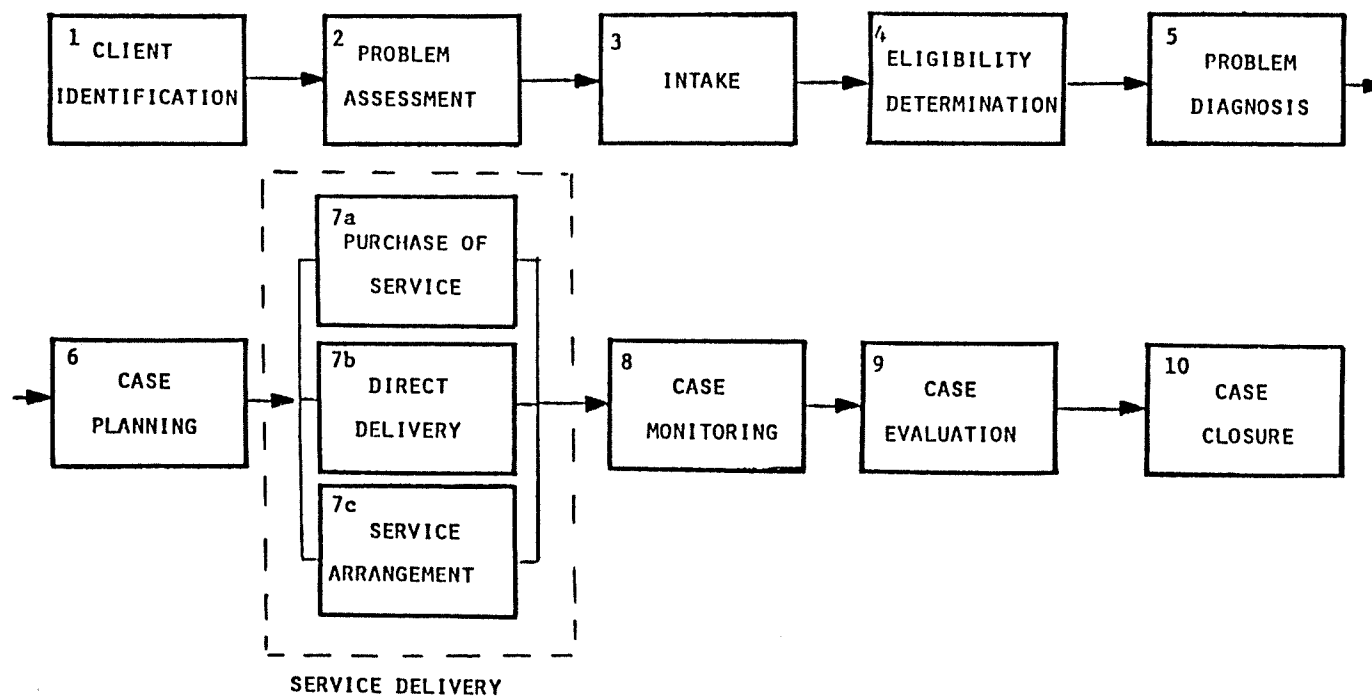 1
CLIENT
IDENTIFICATION
2
PROBLEM
ASSESSMENT
3
INTAKE
4
ELIGIBILITY
DETERMINATION
5
PROBLEM
DIAGNOSIS
6
CASE
PLANNING
7a
PURCHASE OF
SERVICE
7b
DIRECT
DELIVERY
7c
SERVICE
ARRANGEMENT
SERVICE DELIVERY
8
CASE
MONITORING
9
CASE
EVALUATION
10
CASE
CLOSURE